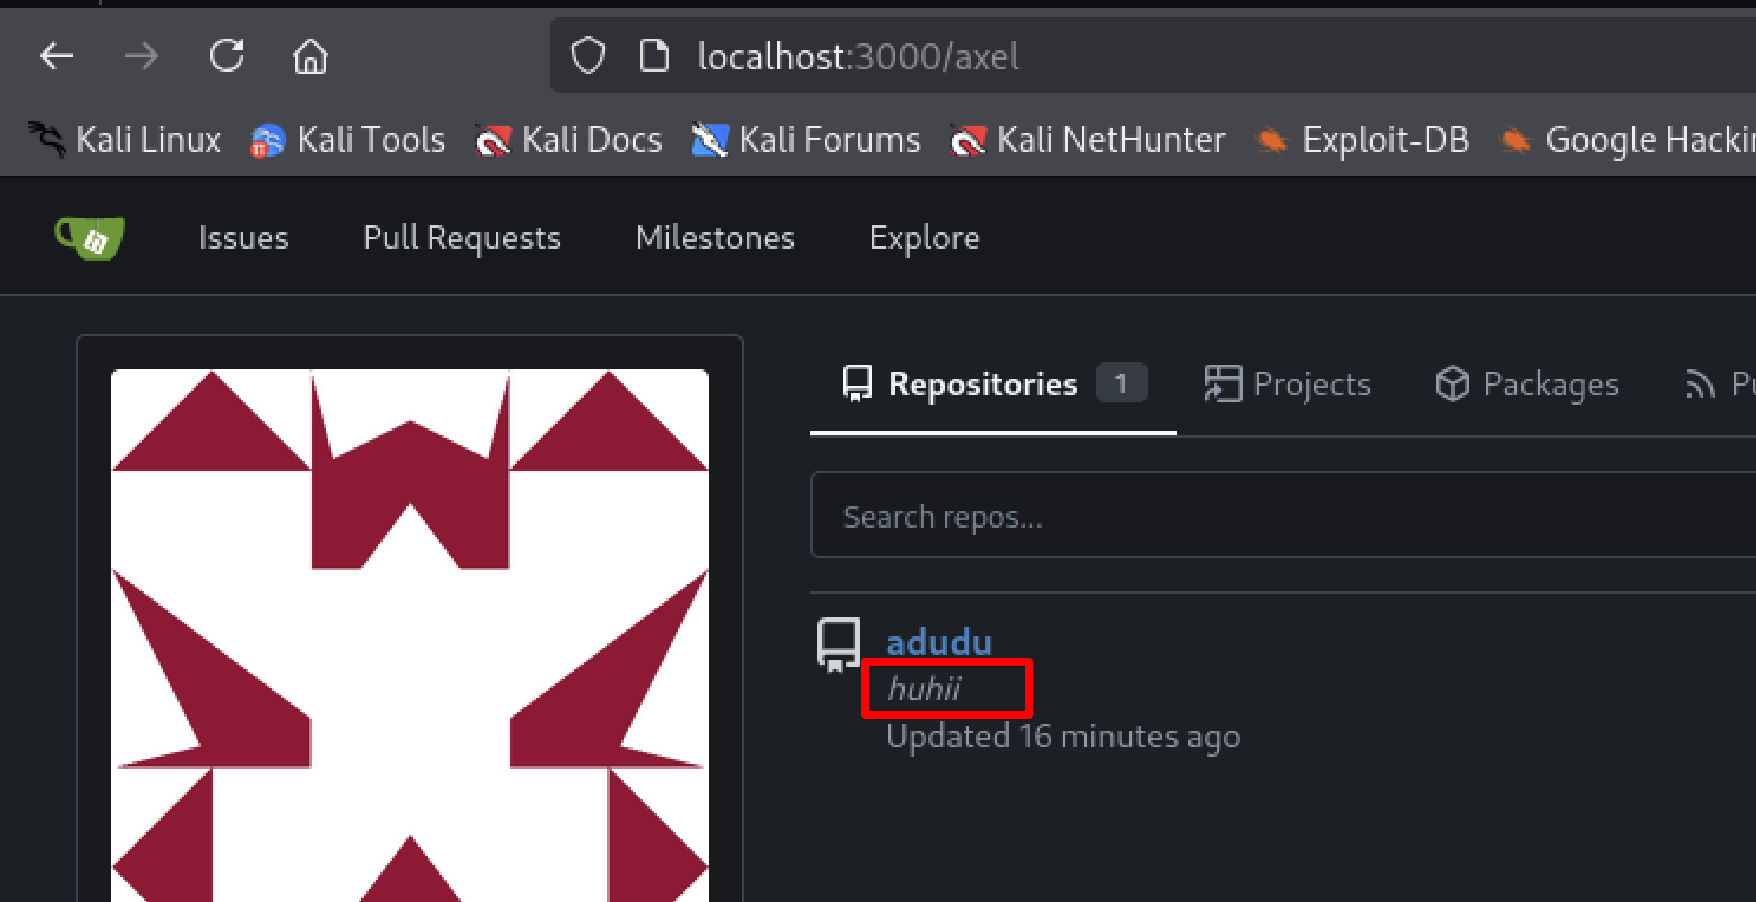 localhost:3000/axel
Kali Linux Kali Tools Kali Docs Kali Forums Kali NetHunter Exploit-DB Google Hackin
Issues Pull Requests Milestones Explore
Repositories 1 Projects Packages
Search repos...
adudu
huhii
Updated 16 minutes ago